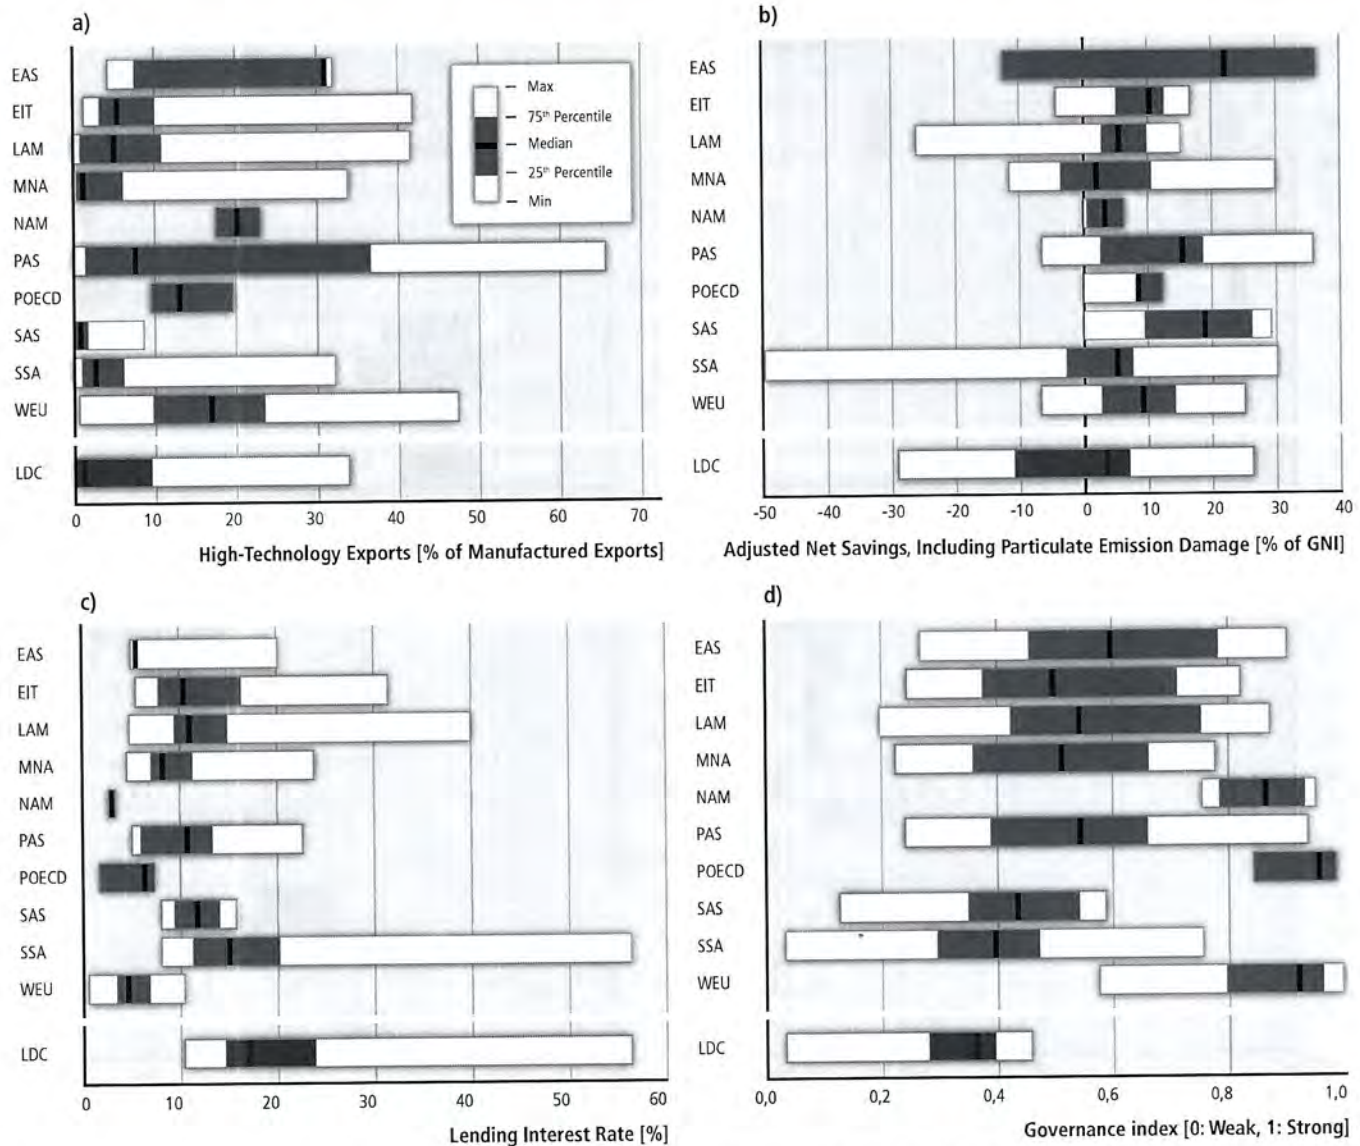 a)
EAS
EIT
LAM
MNA
NAM
PAS
POECD
SAS
SSA
WEU
LDC
Max
75th Percentile
Median
25th Percentile
Min
0 10 20 30 40 50 60 70
High-Technology Exports [% of Manufactured Exports]
b)
EAS
EIT
LAM
MNA
NAM
PAS
POECD
SAS
SSA
WEU
LDC
-50 -40 -30 -20 -10 0 10 20 30 40
Adjusted Net Savings, Including Particulate Emission Damage [% of GNI]
c)
EAS
EIT
LAM
MNA
NAM
PAS
POECD
SAS
SSA
WEU
LDC
0 10 20 30 40 50 60
Lending Interest Rate [%]
d)
EAS
EIT
LAM
MNA
NAM
PAS
POECD
SAS
SSA
WEU
LDC
0,0 0,2 0,4 0,6 0,8 1,0
Governance index [0: Weak, 1: Strong]